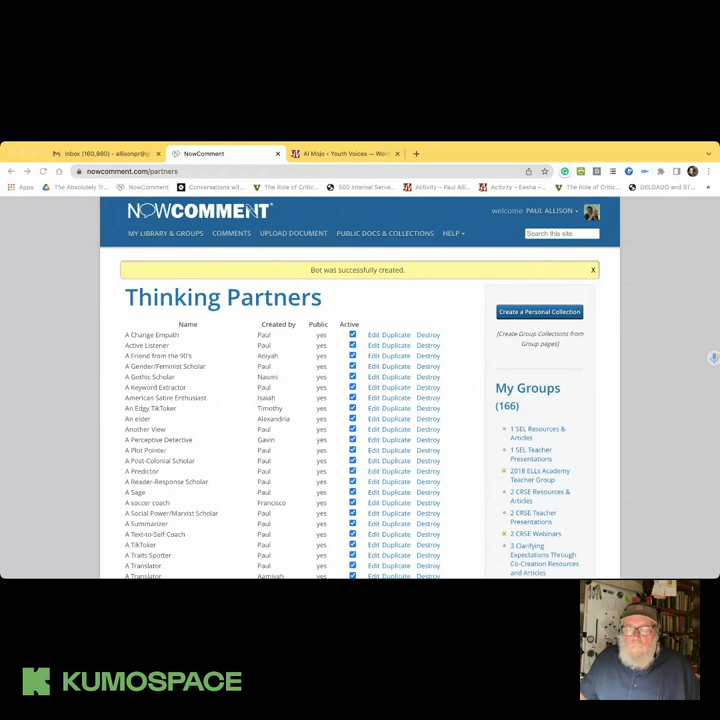 Inbox (160,980) - allisonpr@g
NowComment
AI Mojo ‹ Youth Voices — Wor
nowcomment.com/partners
Apps
The Absolutely Tr
NowComment
Conversations wit...
The Role of Critic...
500 Internal Serve...
Activity – Paul Alli...
Activity – Eesha –...
The Role of Critic...
DELGADO and ST...
NOWCOMMENT
welcome PAUL ALLISON
MY LIBRARY & GROUPS COMMENTS UPLOAD DOCUMENT PUBLIC DOCS & COLLECTIONS HELP
Search this site
Bot was successfully created. X
Thinking Partners
Name Created by Public Active
A Change Empath Paul yes Edit Duplicate Destroy
Active Listener Paul yes Edit Duplicate Destroy
A Friend from the 90's Aniyah yes Edit Duplicate Destroy
A Gender/Feminist Scholar Paul yes Edit Duplicate Destroy
A Gothic Scholar Naomi yes Edit Duplicate Destroy
A Keyword Extractor Paul yes Edit Duplicate Destroy
American Satire Enthusiast Isaiah yes Edit Duplicate Destroy
An Edgy TikToker Timothy yes Edit Duplicate Destroy
An elder Alexandria yes Edit Duplicate Destroy
Another View Paul yes Edit Duplicate Destroy
A Perceptive Detective Gavin yes Edit Duplicate Destroy
A Plot Pointer Paul yes Edit Duplicate Destroy
A Post-Colonial Scholar Paul yes Edit Duplicate Destroy
A Predictor Paul yes Edit Duplicate Destroy
A Reader-Response Scholar Paul yes Edit Duplicate Destroy
A Sage Paul yes Edit Duplicate Destroy
A soccer coach Francisco yes Edit Duplicate Destroy
A Social Power/Marxist Scholar Paul yes Edit Duplicate Destroy
A Summarizer Paul yes Edit Duplicate Destroy
A Text-to-Self Coach Paul yes Edit Duplicate Destroy
A TikToker Paul yes Edit Duplicate Destroy
A Traits Spotter Paul yes Edit Duplicate Destroy
A Translator Paul yes Edit Duplicate Destroy
A Translator Aamiyah yes Edit Duplicate Destroy
Create a Personal Collection
[Create Group Collections from
Group pages]
My Groups
(166)
1 SEL Resources &
Articles
1 SEL Teacher
Presentations
2018 ELLs Academy
Teacher Group
2 CRSE Resources &
Articles
2 CRSE Teacher
Presentations
2 CRSE Webinars
3 Clarifying
Expectations Through
Co-Creation Resources
and Articles
KUMOSPACE